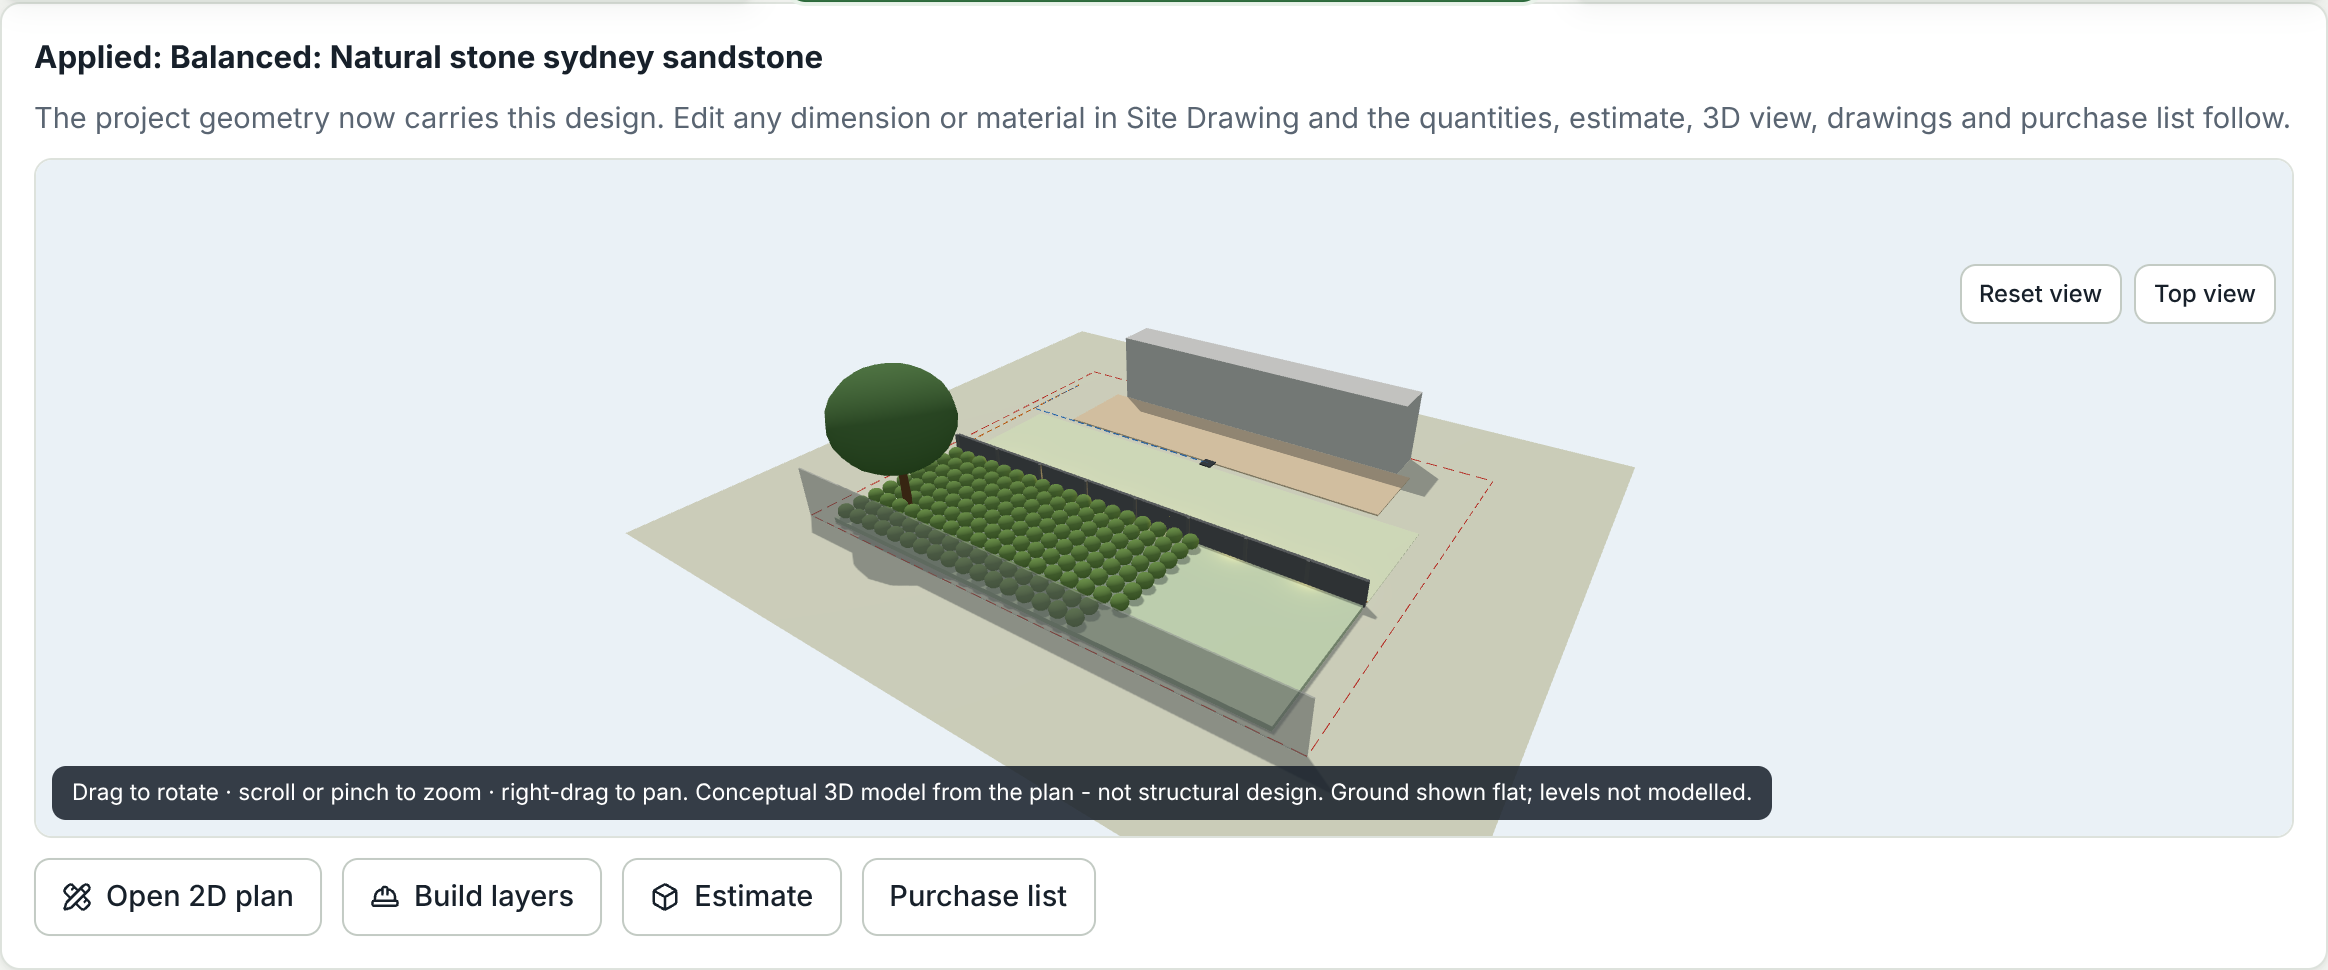 Applied: Balanced: Natural stone sydney sandstone
The project geometry now carries this design. Edit any dimension or material in Site Drawing and the quantities, estimate, 3D view, drawings and purchase list follow.
Reset view
Top view
Drag to rotate · scroll or pinch to zoom · right-drag to pan. Conceptual 3D model from the plan - not structural design. Ground shown flat; levels not modelled.
Open 2D plan
Build layers
Estimate
Purchase list